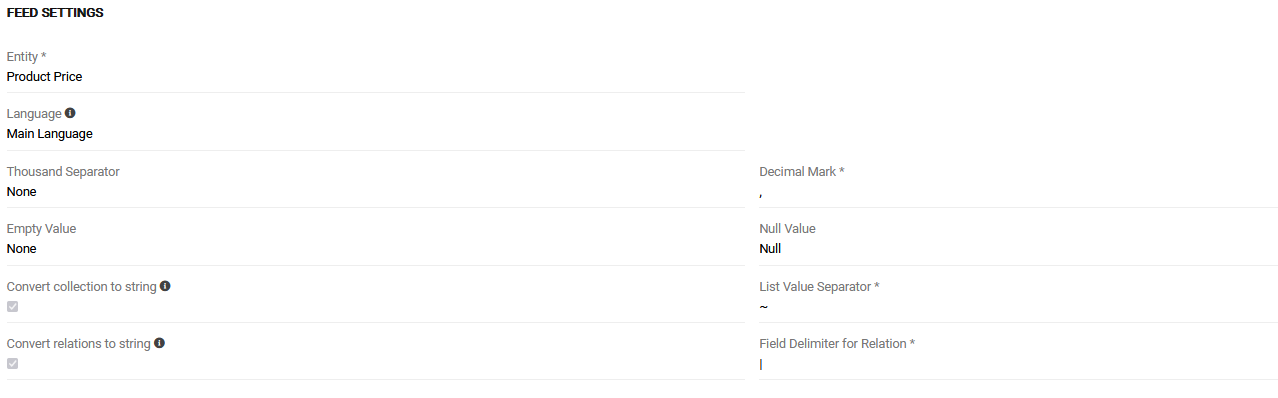 FEED SETTINGS
Entity *
Product Price
Language
Main Language
Thousand Separator
None
Decimal Mark *
,
Empty Value
None
Null Value
Null
Convert collection to string
List Value Separator *
~
Convert relations to string
Field Delimiter for Relation *
|